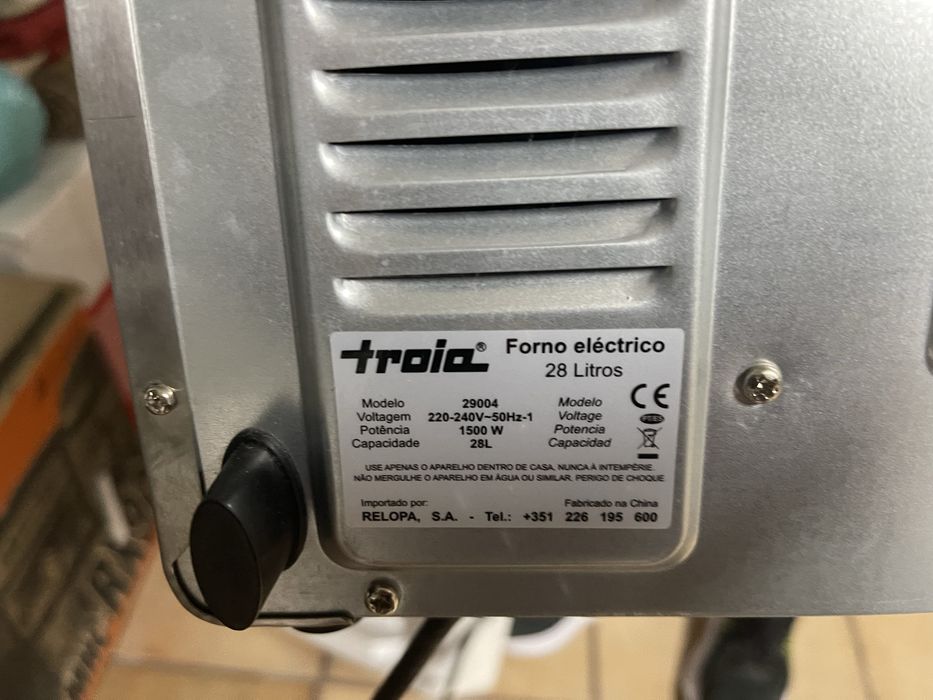 troia® Forno eléctrico
28 Litros
Modelo 29004 Modelo
Voltagem 220-240V~50Hz-1 Voltage
Potência 1500 W Potencia
Capacidade 28L Capacidad
CE
USE APENAS O APARELHO DENTRO DE CASA, NUNCA À INTEMPÉRIE.
NÃO MERGULHE O APARELHO EM ÁGUA OU SIMILAR. PERIGO DE CHOQUE
Importado por: Fabricado na China
RELOPA, S.A. - Tel.: +351 226 195 600